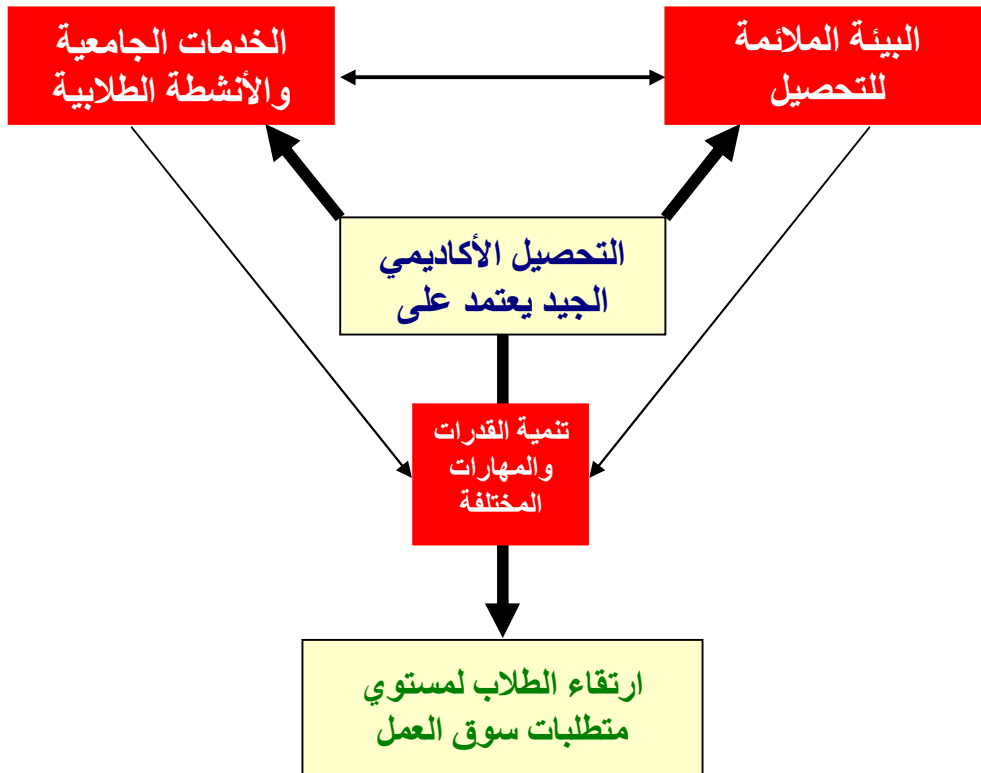 البيئة الملائمة
للتحصيل
الخدمات الجامعية
والأنشطة الطلابية
التحصيل الأكاديمي
الجيد يعتمد على
تنمية القدرات
والمهارات
المختلفة
ارتقاء الطلاب لمستوي
متطلبات سوق العمل